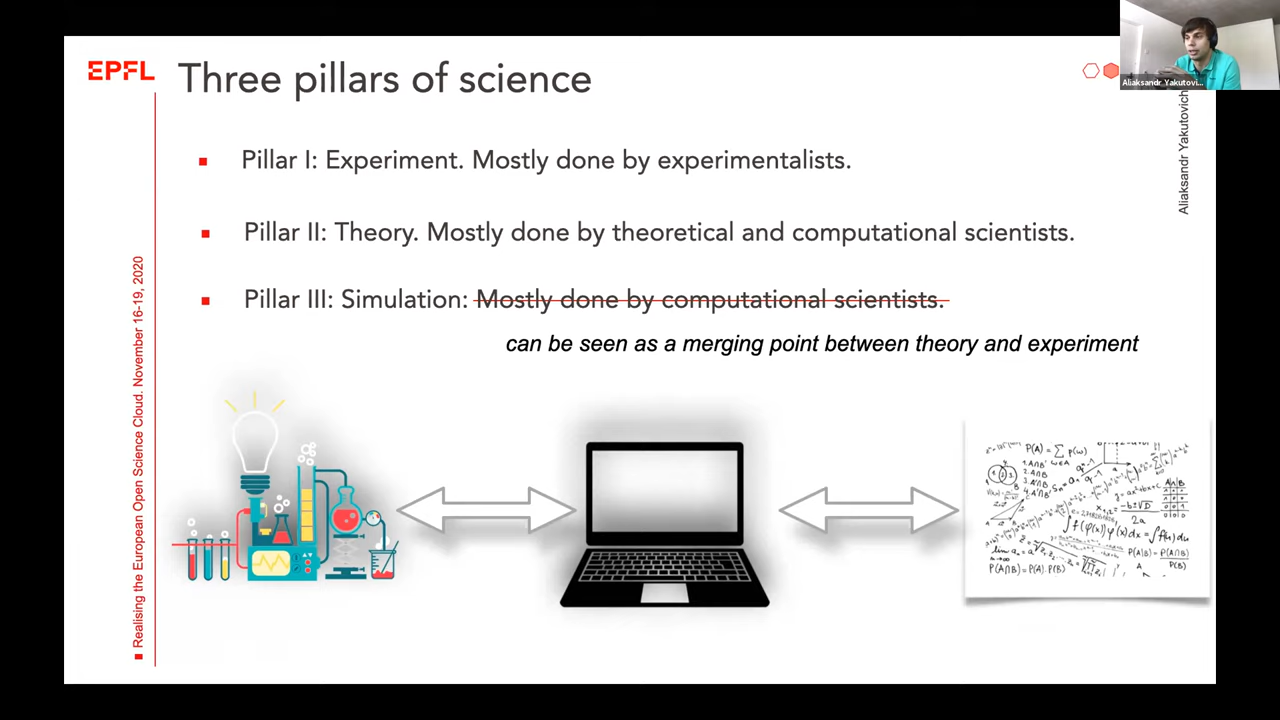 EPFL
Three pillars of science
Aliaksandr Yakutovi...
Aliaksandr Yakutovich
Pillar I: Experiment. Mostly done by experimentalists.
Pillar II: Theory. Mostly done by theoretical and computational scientists.
Pillar III: Simulation: Mostly done by computational scientists.
can be seen as a merging point between theory and experiment
Realising the European Open Science Cloud. November 16-19, 2020